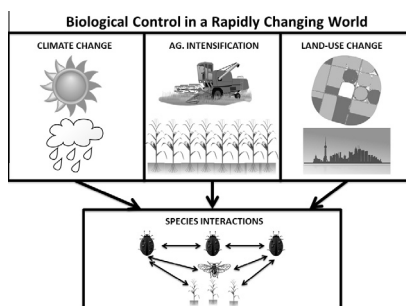 Biological Control in a Rapidly Changing World
CLIMATE CHANGE
AG. INTENSIFICATION
LAND-USE CHANGE
SPECIES INTERACTIONS